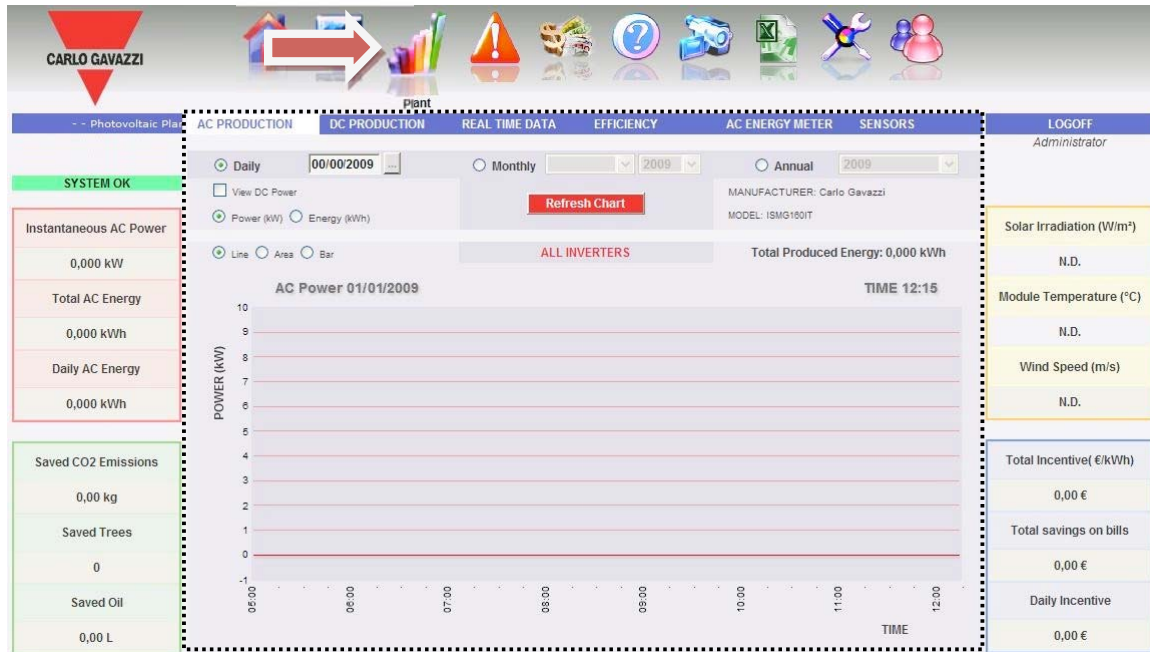 CARLO GAVAZZI
Plant
- - Photovoltaic Plan
AC PRODUCTION DC PRODUCTION REAL TIME DATA EFFICIENCY AC ENERGY METER SENSORS
LOGOFF
Administrator
Daily 00/00/2009 ... Monthly 2009 Annual 2009
SYSTEM OK
View DC Power
Refresh Chart
MANUFACTURER: Carlo Gavazzi
Power (kW) Energy (kWh)
MODEL: ISMG160IT
Line Area Bar
ALL INVERTERS
Total Produced Energy: 0,000 kWh
Instantaneous AC Power
0,000 kW
Total AC Energy
0,000 kWh
Daily AC Energy
0,000 kWh
Saved CO2 Emissions
0,00 kg
Saved Trees
0
Saved Oil
0,00 L
AC Power 01/01/2009
TIME 12:15
POWER (kW)
10
9
8
7
6
5
4
3
2
1
0
-1
05:00 06:00 07:00 08:00 09:00 10:00 11:00 12:00
TIME
Solar Irradiation (W/m²)
N.D.
Module Temperature (°C)
N.D.
Wind Speed (m/s)
N.D.
Total Incentive( €/kWh)
0,00 €
Total savings on bills
0,00 €
Daily Incentive
0,00 €